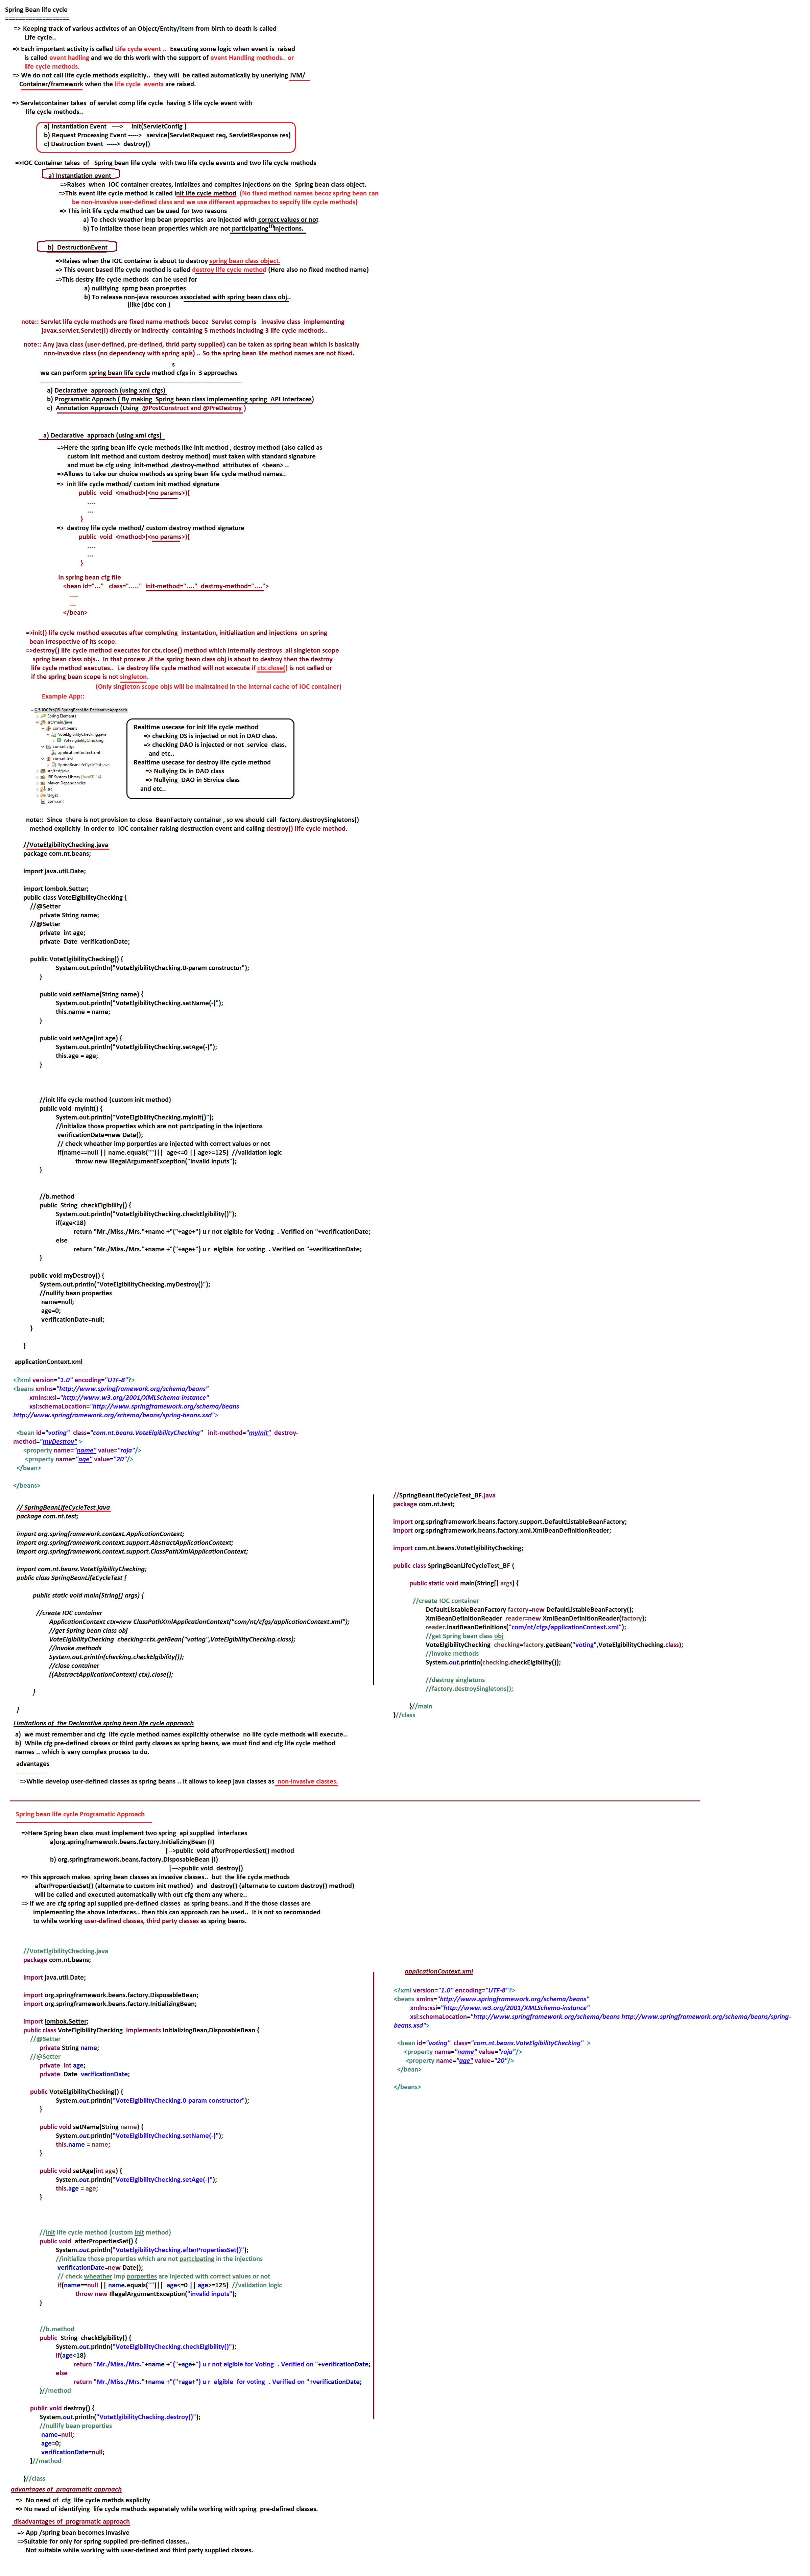 Spring Bean life cycle
===================
=> Keeping track of various activites of an Object/Entity/Item from birth to death is called
Life cycle..
=> Each important activity is called Life cycle event .. Executing some logic when event is raised
is called event hadling and we do this work with the support of event Handling methods.. or
life cycle methods.
=> We do not call life cycle methods explicitly.. they will be called automatically by unerlying JVM/
Container/framework when the life cycle events are raised.
=> Servletcontainer takes of servlet comp life cycle having 3 life cycle event with
life cycle methods..
a) Instantiation Event ----> init(ServletConfig )
b) Request Processing Event -----> service(ServletRequest req, ServletResponse res)
c) Destruction Event -----> destroy()
=>IOC Container takes of Spring bean life cycle with two life cycle events and two life cycle methods
a) Instantiation event
=>Raises when IOC container creates, intializes and compltes injections on the Spring bean class object.
=>This event life cycle method is called init life cycle method (No fixed method names becoz spring bean can
be non-invasive user-defined class and we use different approaches to sepcify life cycle methods)
=> This init life cycle method can be used for two reasons
a) To check weather imp bean properties are injected with correct values or not
b) To intialize those bean properties which are not participating in injections.
b) DestructionEvent
=>Raises when the IOC container is about to destroy spring bean class object.
=> This event based life cycle method is called destroy life cycle method (Here also no fixed method name)
=>This destry life cycle methods can be used for
a) nullifying sprng bean proeprties
b) To release non-java resources associated with spring bean class obj..
(like jdbc con )
note:: Servlet life cycle methods are fixed name methods becoz Servlet comp is invasive class implementing
javax.servlet.Servlet(I) directly or indirectly containing 5 methods including 3 life cycle methods..
note:: Any java class (user-defined, pre-defined, thrid party supplied) can be taken as spring bean which is basically
non-invasive class (no dependency with spring apis) .. So the spring bean life method names are not fixed.
s
we can perform spring bean life cycle method cfgs in 3 approaches
--------------------------------------------------------------------------------
a) Declarative approach (using xml cfgs)
b) Programatic Apprach ( By making Spring bean class implementing spring API Interfaces)
c) Annotation Approach (Using @PostConstruct and @PreDestroy )
a) Declarative approach (using xml cfgs)
=>Here the spring bean life cycle methods like init method , destroy method (also called as
custom init method and custom destroy method) must taken with standard signature
and must be cfg using init-method ,destroy-method attributes of <bean> ..
=>Allows to take our choice methods as spring bean life cycle method names..
=> init life cycle method/ custom init method signature
public void <method>(<no params>){
....
...
}
=> destroy life cycle method/ custom destroy method signature
public void <method>(<no params>){
....
...
}
In spring bean cfg file
<bean id="..." class="....." init-method="...." destroy-method="....">
....
...
</bean>
=>init() life cycle method executes after completing instantation, initialization and injections on spring
bean irrespective of its scope.
=>destroy() life cycle method executes for ctx.close() method which internally destroys all singleton scope
spring bean class objs.. In that process ,if the spring bean class obj is about to destroy then the destroy
life cycle method executes.. i.e destroy life cycle method will not execute if ctx.close() is not called or
if the spring bean scope is not singleton.
(Only singleton scope objs will be maintained in the internal cache of IOC container)
Example App::
Spring Elements
src/main/java
com.nt.beans
VoteEligibilityChecking.java
VoteEligibilityChecking
com.nt.cfgs
applicationContext.xml
com.nt.test
SpringBeanLifeCycleTest.java
src/test/java
JRE System Library [JavaSE-16]
Maven Dependencies
src
target
pom.xml
Realtime usecase for init life cycle method
=> checking DS is injected or not in DAO class.
=> checking DAO is injected or not service class.
and etc..
Realtime usecase for destroy life cycle method
=> Nullying Ds in DAO class
=> Nullying DAO in SErvice class
and etc..
note:: Since there is not provision to close BeanFactory container , so we should call factory.destroySingletons()
method explicitly in order to IOC container raising destruction event and calling destroy() life cycle method.
//VoteElgibilityChecking.java
package com.nt.beans;
import java.util.Date;
import lombok.Setter;
public class VoteElgibilityChecking {
//@Setter
private String name;
//@Setter
private int age;
private Date verificationDate;
public VoteElgibilityChecking() {
System.out.println("VoteElgibilityChecking.0-param constructor");
}
public void setName(String name) {
System.out.println("VoteElgibilityChecking.setName(-)");
this.name = name;
}
public void setAge(int age) {
System.out.println("VoteElgibilityChecking.setAge(-)");
this.age = age;
}
//init life cycle method (custom init method)
public void myInit() {
System.out.println("VoteElgibilityChecking.myInit()");
//initialize those properties which are not partcipating in the injections
verificationDate=new Date();
// check wheather imp porperties are injected with correct values or not
if(name==null || name.equals("")|| age<=0 || age>=125) //validation logic
throw new IllegalArgumentException("invalid inputs");
}
//b.method
public String checkElgibility() {
System.out.println("VoteElgibilityChecking.checkElgibility()");
if(age<18)
return "Mr./Miss./Mrs."+name +"("+age+") u r not elgible for Voting . Verified on "+verificationDate;
else
return "Mr./Miss./Mrs."+name +"("+age+") u r elgible for voting . Verified on "+verificationDate;
}
public void myDestroy() {
System.out.println("VoteElgibilityChecking.myDestroy()");
//nullify bean properties
name=null;
age=0;
verificationDate=null;
}
}
applicationContext.xml
----------------------------------
<?xml version="1.0" encoding="UTF-8"?>
<beans xmlns="http://www.springframework.org/schema/beans"
xmlns:xsi="http://www.w3.org/2001/XMLSchema-instance"
xsi:schemaLocation="http://www.springframework.org/schema/beans
http://www.springframework.org/schema/beans/spring-beans.xsd">
<bean id="voting" class="com.nt.beans.VoteElgibilityChecking" init-method="myInit" destroy-
method="myDestroy" >
<property name="name" value="raja"/>
<property name="age" value="20"/>
</bean>
</beans>
// SpringBeanLifeCycleTest.java
package com.nt.test;
import org.springframework.context.ApplicationContext;
import org.springframework.context.support.AbstractApplicationContext;
import org.springframework.context.support.ClassPathXmlApplicationContext;
import com.nt.beans.VoteElgibilityChecking;
public class SpringBeanLifeCycleTest {
public static void main(String[] args) {
//create IOC container
ApplicationContext ctx=new ClassPathXmlApplicationContext("com/nt/cfgs/applicationContext.xml");
//get Spring bean class obj
VoteElgibilityChecking checking=ctx.getBean("voting",VoteElgibilityChecking.class);
//invoke methods
System.out.println(checking.checkElgibility());
//close container
((AbstractApplicationContext) ctx).close();
}
}
//SpringBeanLifeCycleTest_BF.java
package com.nt.test;
import org.springframework.beans.factory.support.DefaultListableBeanFactory;
import org.springframework.beans.factory.xml.XmlBeanDefinitionReader;
import com.nt.beans.VoteElgibilityChecking;
public class SpringBeanLifeCycleTest_BF {
public static void main(String[] args) {
//create IOC container
DefaultListableBeanFactory factory=new DefaultListableBeanFactory();
XmlBeanDefinitionReader reader=new XmlBeanDefinitionReader(factory);
reader.loadBeanDefinitions("com/nt/cfgs/applicationContext.xml");
//get Spring bean class obj
VoteElgibilityChecking checking=factory.getBean("voting",VoteElgibilityChecking.class);
//invoke methods
System.out.println(checking.checkElgibility());
//destroy singletons
//factory.destroySingletons();
}//main
}//class
Limitations of the Declarative spring bean life cycle approach
a) we must remember and cfg life cycle method names explicitly otherwise no life cycle methods will execute..
b) While cfg pre-defined classes or third party classes as spring beans, we must find and cfg life cycle method
names .. which is very complex process to do.
advantages
---------------
=>While develop user-defined classes as spring beans .. it allows to keep java classes as non-invasive classes.
Spring bean life cycle Programatic Approach
=>Here Spring bean class must implement two spring api supplied interfaces
a)org.springframework.beans.factory.InitializingBean (I)
|-->public void afterPropertiesSet() method
b) org.springframework.beans.factory.DisposableBean (I)
|--->public void destroy()
=> This approach makes spring bean classes as invasive classes.. but the life cycle methods
afterPropertiesSet() (alternate to custom init method) and destroy() (alternate to custom destroy() method)
will be called and executed automatically with out cfg them any where..
=> if we are cfg spring api supplied pre-defined classes as spring beans..and if the those classes are
implementing the above interfaces.. then this can approach can be used.. It is not so recomanded
to while working user-defined classes, third party classes as spring beans.
//VoteElgibilityChecking.java
package com.nt.beans;
import java.util.Date;
import org.springframework.beans.factory.DisposableBean;
import org.springframework.beans.factory.InitializingBean;
import lombok.Setter;
public class VoteElgibilityChecking implements InitializingBean,DisposableBean {
//@Setter
private String name;
//@Setter
private int age;
private Date verificationDate;
public VoteElgibilityChecking() {
System.out.println("VoteElgibilityChecking.0-param constructor");
}
public void setName(String name) {
System.out.println("VoteElgibilityChecking.setName(-)");
this.name = name;
}
public void setAge(int age) {
System.out.println("VoteElgibilityChecking.setAge(-)");
this.age = age;
}
//init life cycle method (custom init method)
public void afterPropertiesSet() {
System.out.println("VoteElgibilityChecking.afterPropertiesSet()");
//initialize those properties which are not partcipating in the injections
verificationDate=new Date();
// check wheather imp porperties are injected with correct values or not
if(name==null || name.equals("")|| age<=0 || age>=125) //validation logic
throw new IllegalArgumentException("invalid inputs");
}
//b.method
public String checkElgibility() {
System.out.println("VoteElgibilityChecking.checkElgibility()");
if(age<18)
return "Mr./Miss./Mrs."+name +"("+age+") u r not elgible for Voting . Verified on "+verificationDate;
else
return "Mr./Miss./Mrs."+name +"("+age+") u r elgible for voting . Verified on "+verificationDate;
}//method
public void destroy() {
System.out.println("VoteElgibilityChecking.destroy()");
//nullify bean properties
name=null;
age=0;
verificationDate=null;
}//method
}//class
applicationContext.xml
<?xml version="1.0" encoding="UTF-8"?>
<beans xmlns="http://www.springframework.org/schema/beans"
xmlns:xsi="http://www.w3.org/2001/XMLSchema-instance"
xsi:schemaLocation="http://www.springframework.org/schema/beans http://www.springframework.org/schema/beans/spring-
beans.xsd">
<bean id="voting" class="com.nt.beans.VoteElgibilityChecking" >
<property name="name" value="raja"/>
<property name="age" value="20"/>
</bean>
</beans>
advantages of programatic approach
=> No need of cfg life cycle methds explicity
=> No need of identifying life cycle methods seperately while working with spring pre-defined classes.
disadvantages of programatic approach
=> App /spring bean becomes invasive
=>Suitable for only for spring supplied pre-defined classes..
Not suitable while working with user-defined and third party supplied classes.